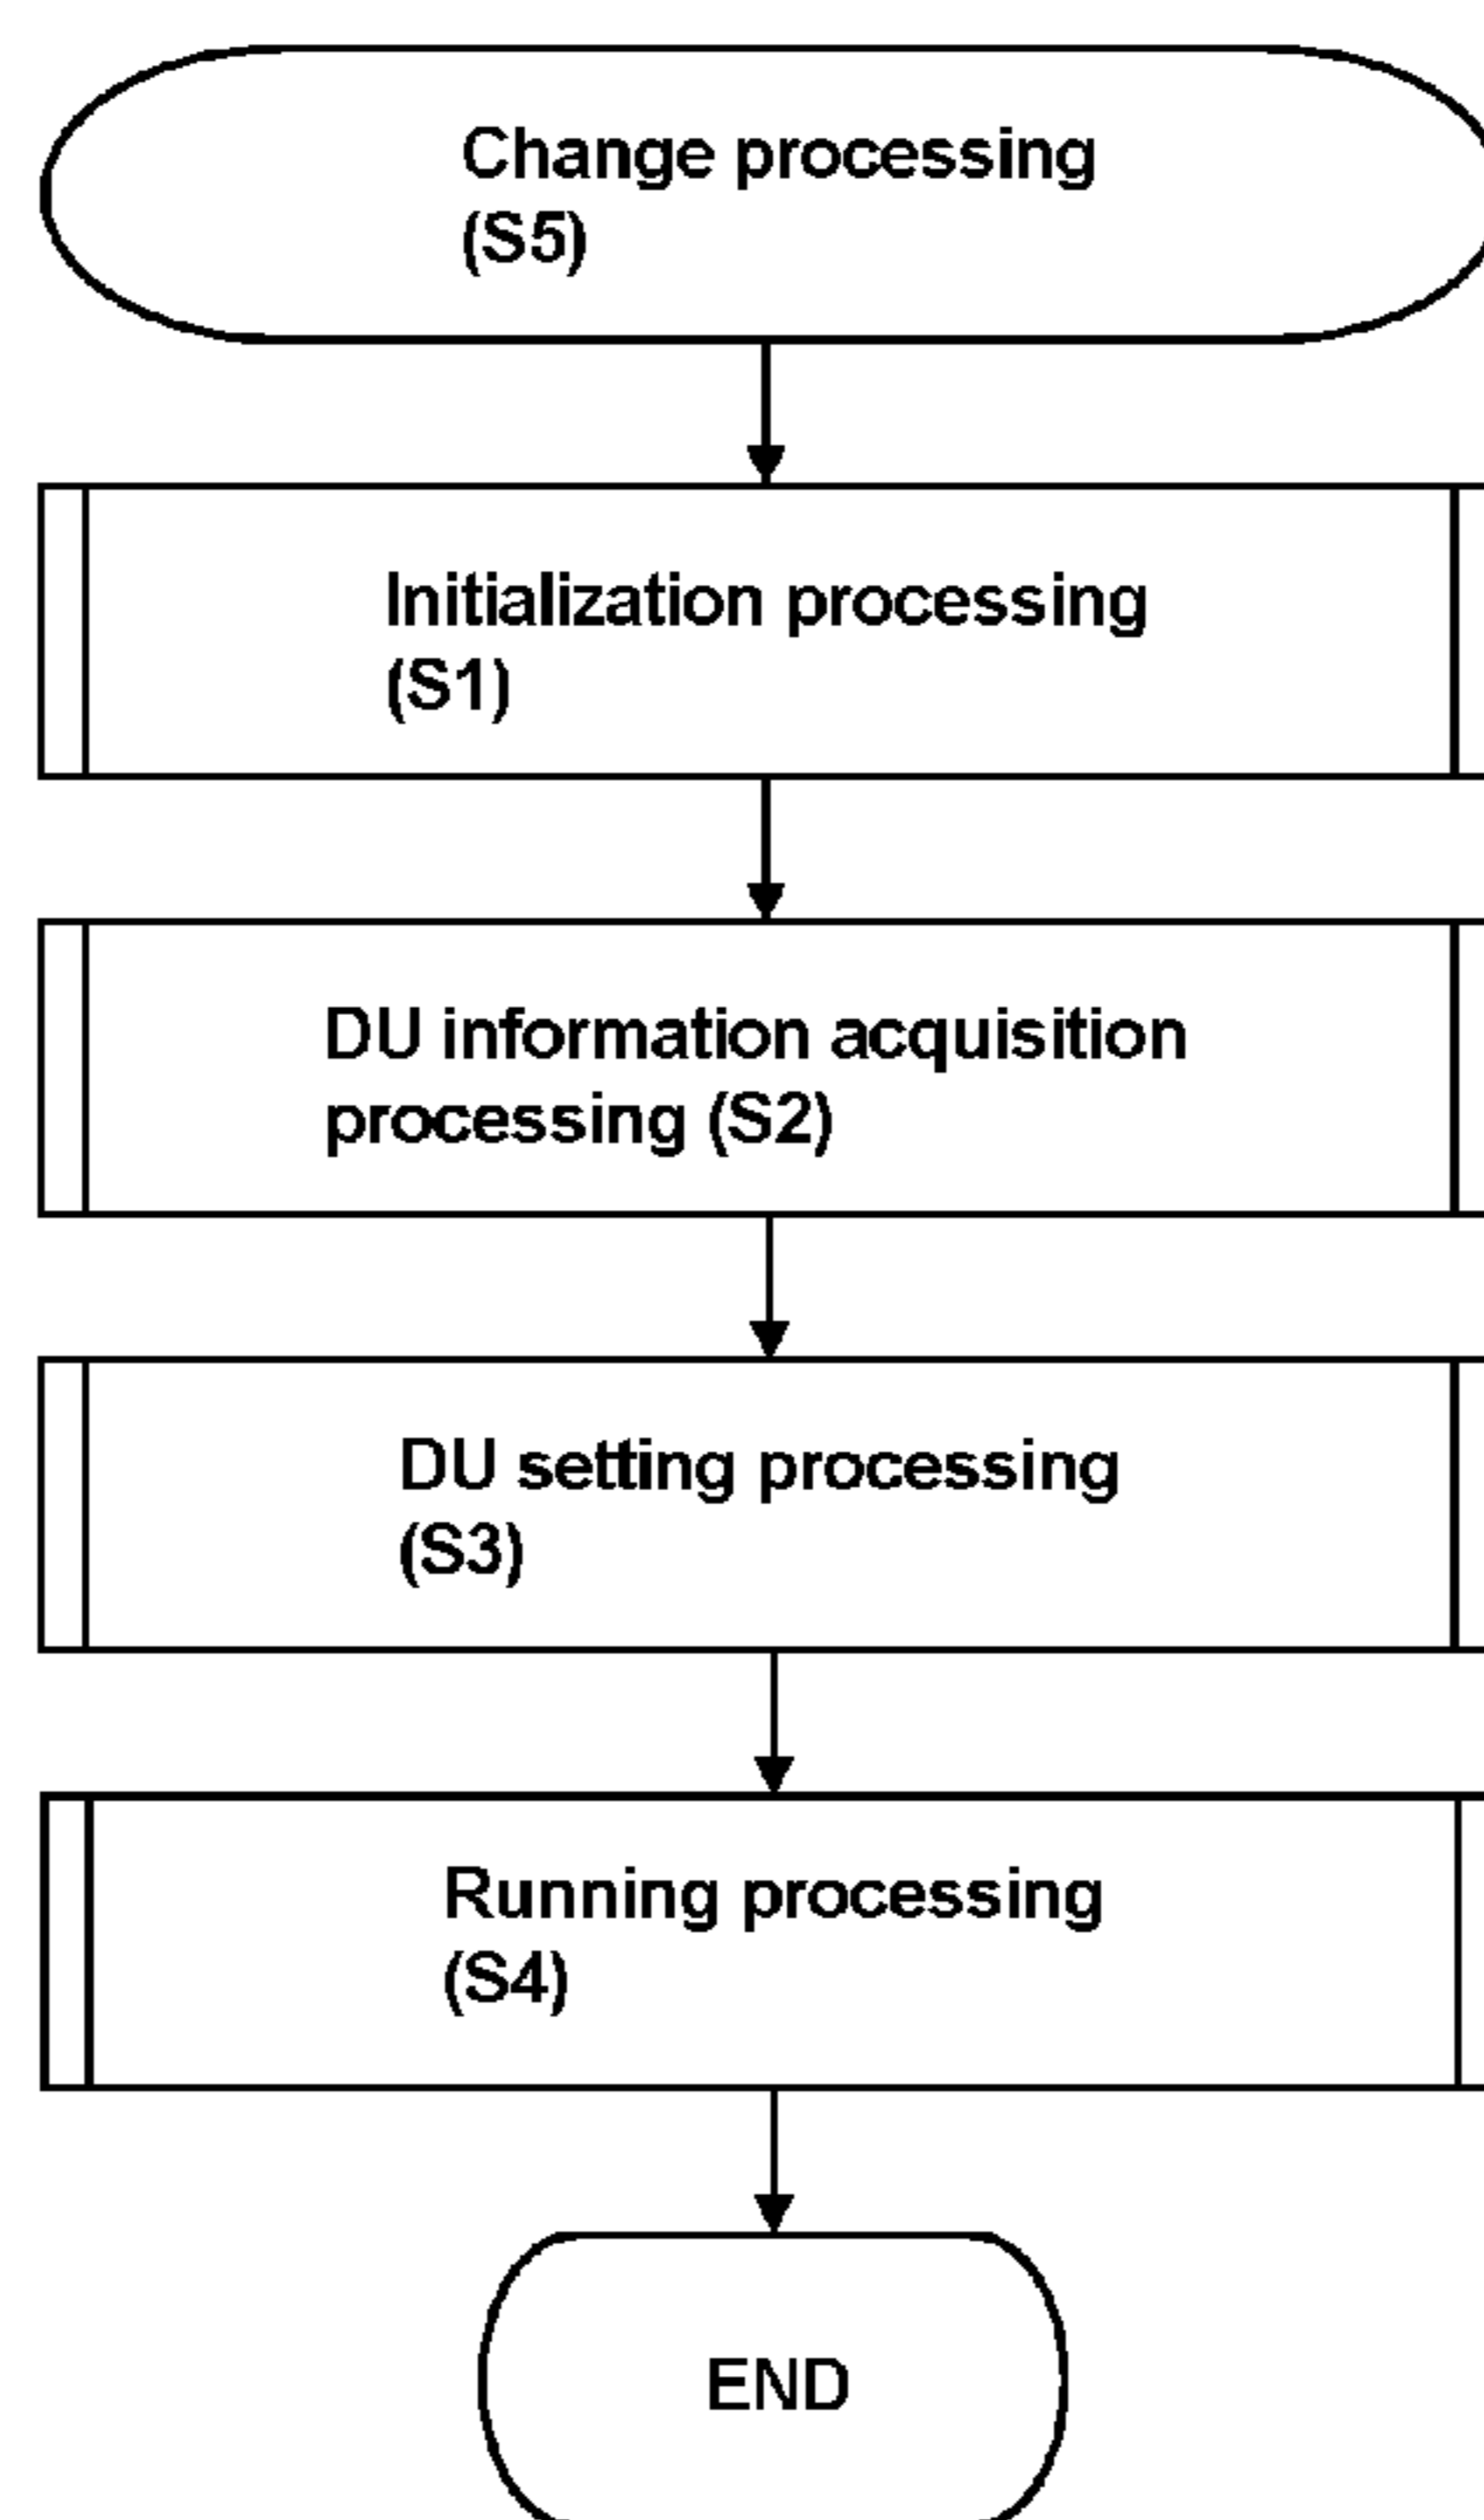 Change processing
(S5)
Initialization processing
(S1)
DU information acquisition
processing (S2)
DU setting processing
(S3)
Running processing
(S4)
END